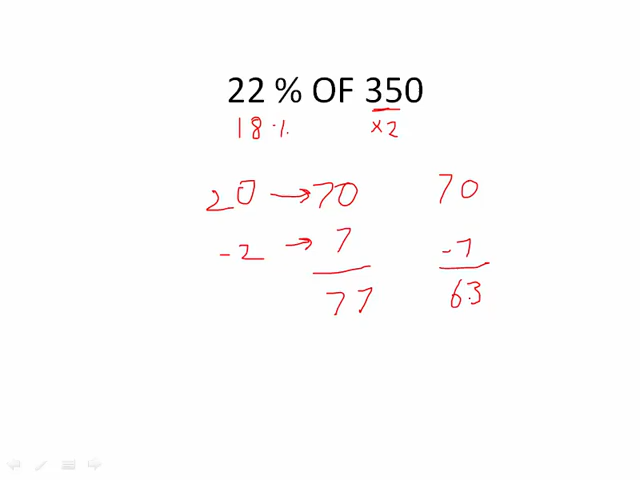 22 % OF 350
18 % ×2
20 → 70 70
-2 → 7 -7
77 63